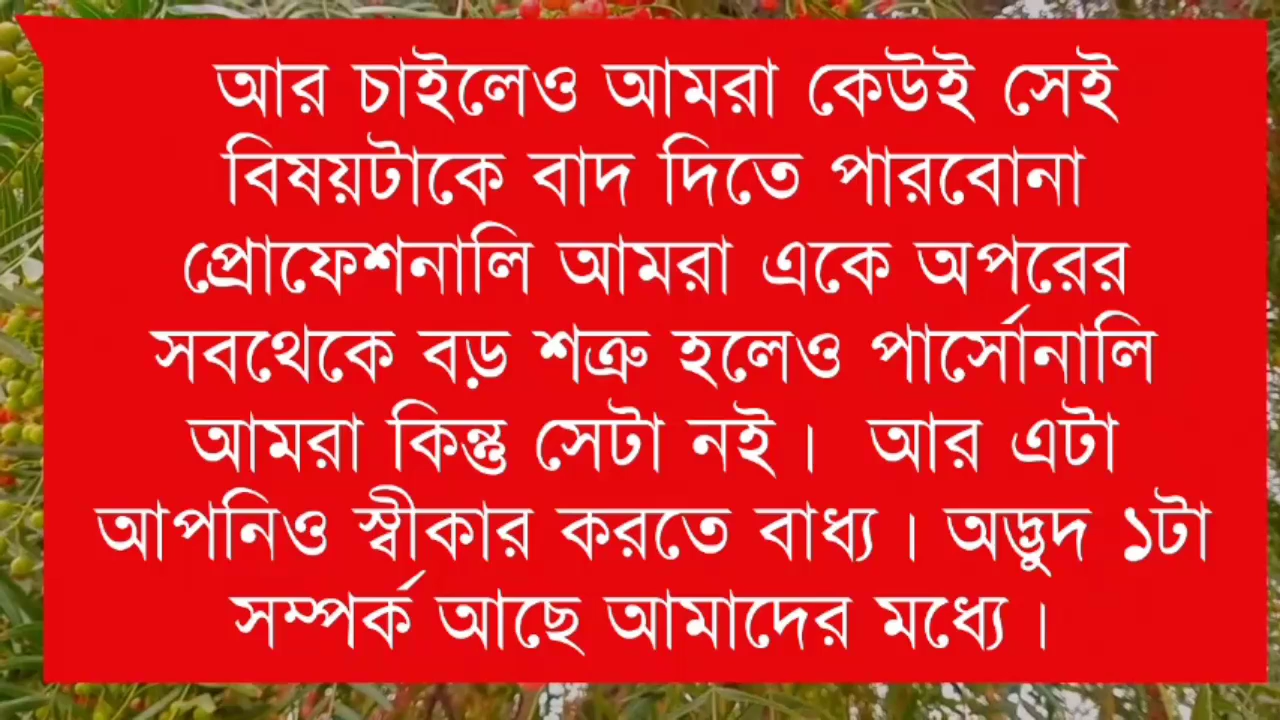 আর চাইলেও আমরা কেউই সেই
বিষয়টাকে বাদ দিতে পারবোনা
প্রোফেশনালি আমরা একে অপরের
সবথেকে বড় শত্রু হলেও পার্সোনালি
আমরা কিন্তু সেটা নই। আর এটা
আপনিও স্বীকার করতে বাধ্য। অদ্ভুদ ১টা
সম্পর্ক আছে আমাদের মধ্যে।